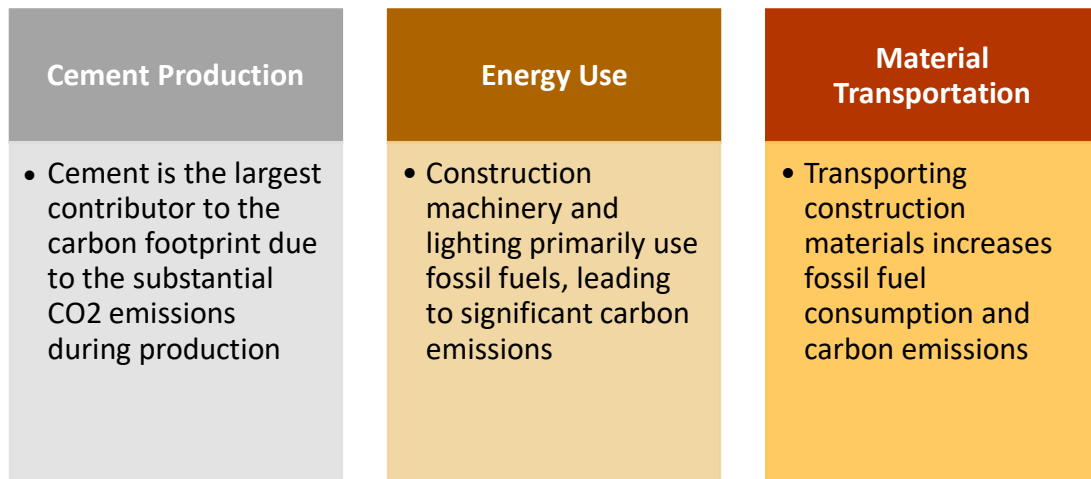 Cement Production
• Cement is the largest
contributor to the
carbon footprint due
to the substantial
CO2 emissions
during production
Energy Use
• Construction
machinery and
lighting primarily use
fossil fuels, leading
to significant carbon
emissions
Material
Transportation
• Transporting
construction
materials increases
fossil fuel
consumption and
carbon emissions